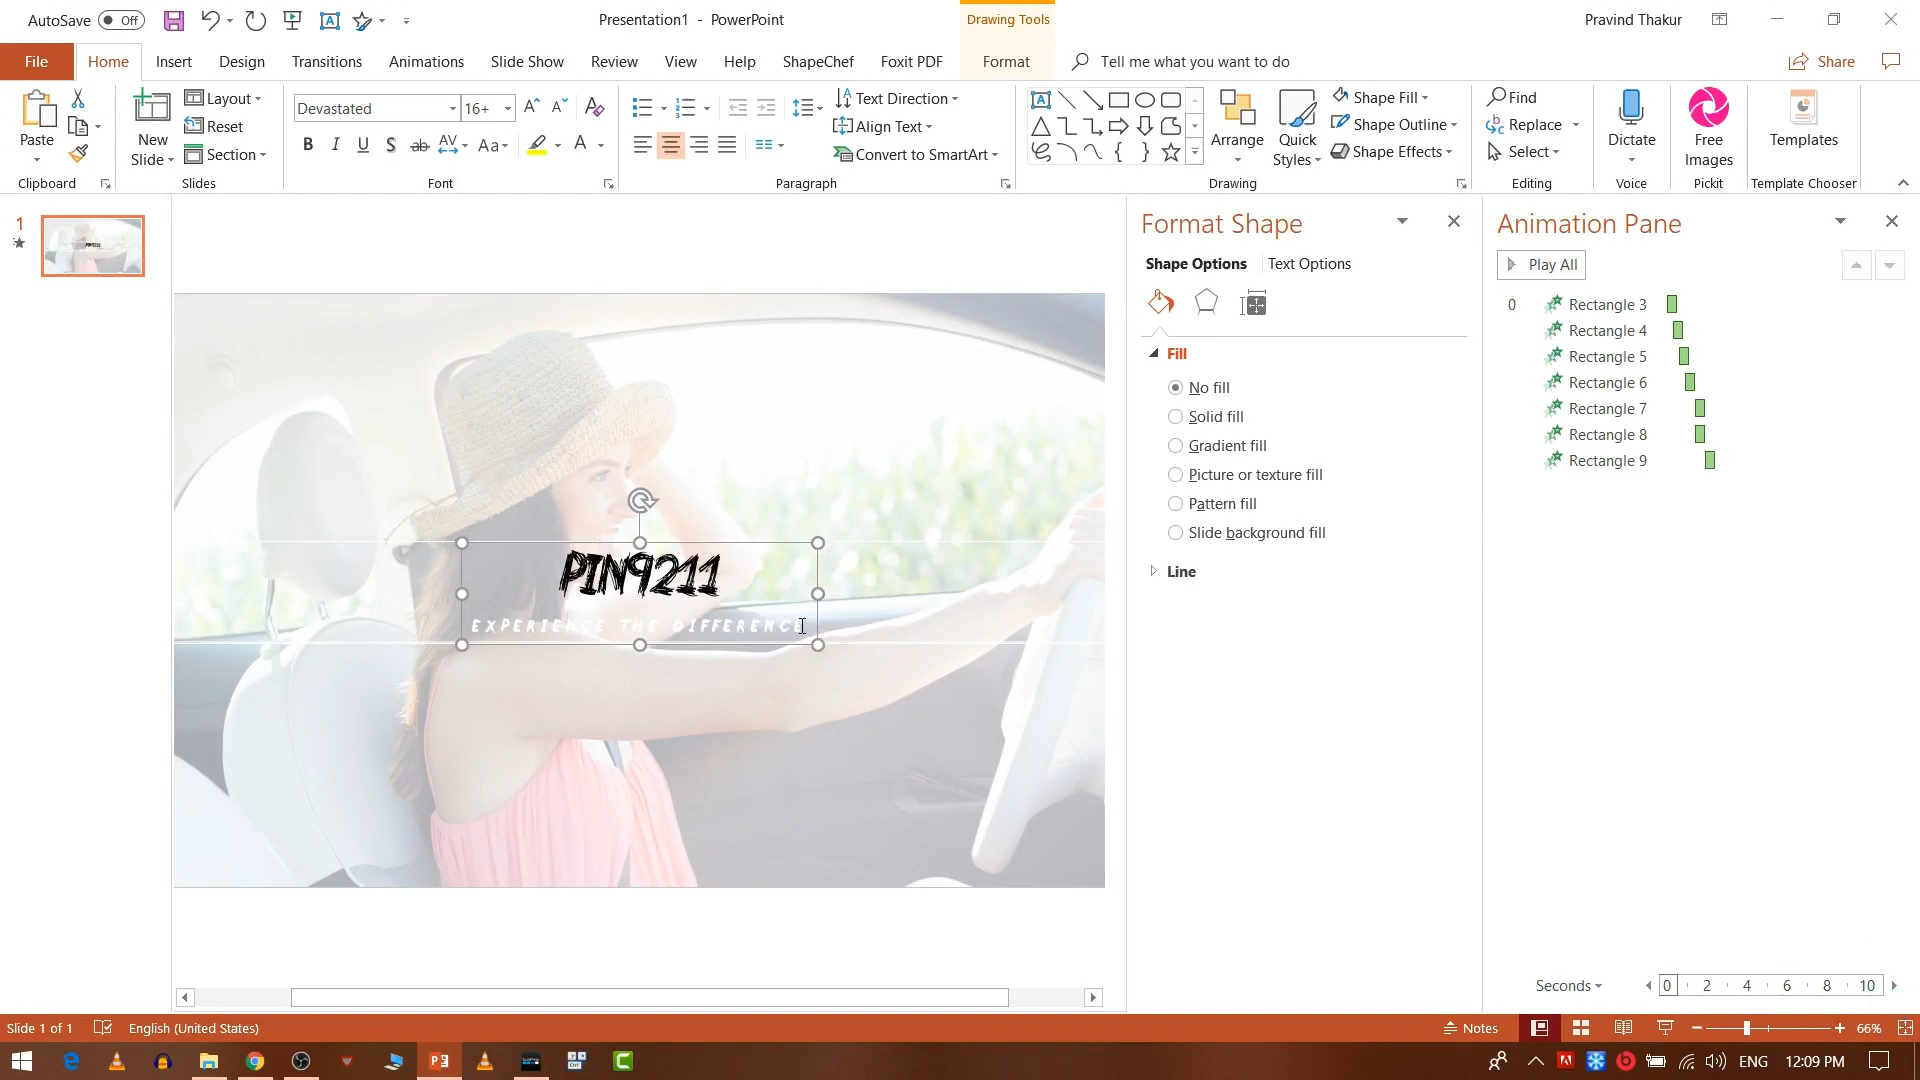 AutoSave Off
Presentation1 - PowerPoint
Drawing Tools
Pravind Thakur
File Home Insert Design Transitions Animations Slide Show Review View Help ShapeChef Foxit PDF Format Tell me what you want to do
Share
Paste
Clipboard
New Slide
Layout
Reset
Section
Slides
Devastated 16+
B I U S ab AV Aa A
Font
Text Direction
Align Text
Convert to SmartArt
Paragraph
Arrange
Quick Styles
Shape Fill
Shape Outline
Shape Effects
Drawing
Find
Replace
Select
Editing
Dictate
Voice
Free Images
Pickit
Templates
Template Chooser
1
PIN9211
EXPERIENCE THE DIFFERENCE
Format Shape
Shape Options Text Options
Fill
No fill
Solid fill
Gradient fill
Picture or texture fill
Pattern fill
Slide background fill
Line
Animation Pane
Play All
0 Rectangle 3
Rectangle 4
Rectangle 5
Rectangle 6
Rectangle 7
Rectangle 8
Rectangle 9
Seconds 0 2 4 6 8 10
Slide 1 of 1 English (United States)
Notes 66%
ENG 12:09 PM